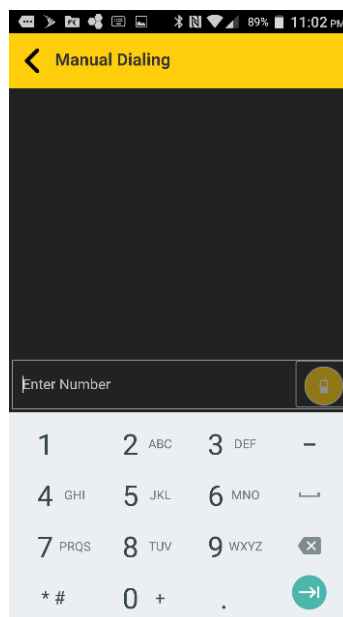 89% 11:02 PM
Manual Dialing
Enter Number
1 2 ABC 3 DEF -
4 GHI 5 JKL 6 MNO
7 PRQS 8 TUV 9 WXYZ
* # 0 + .